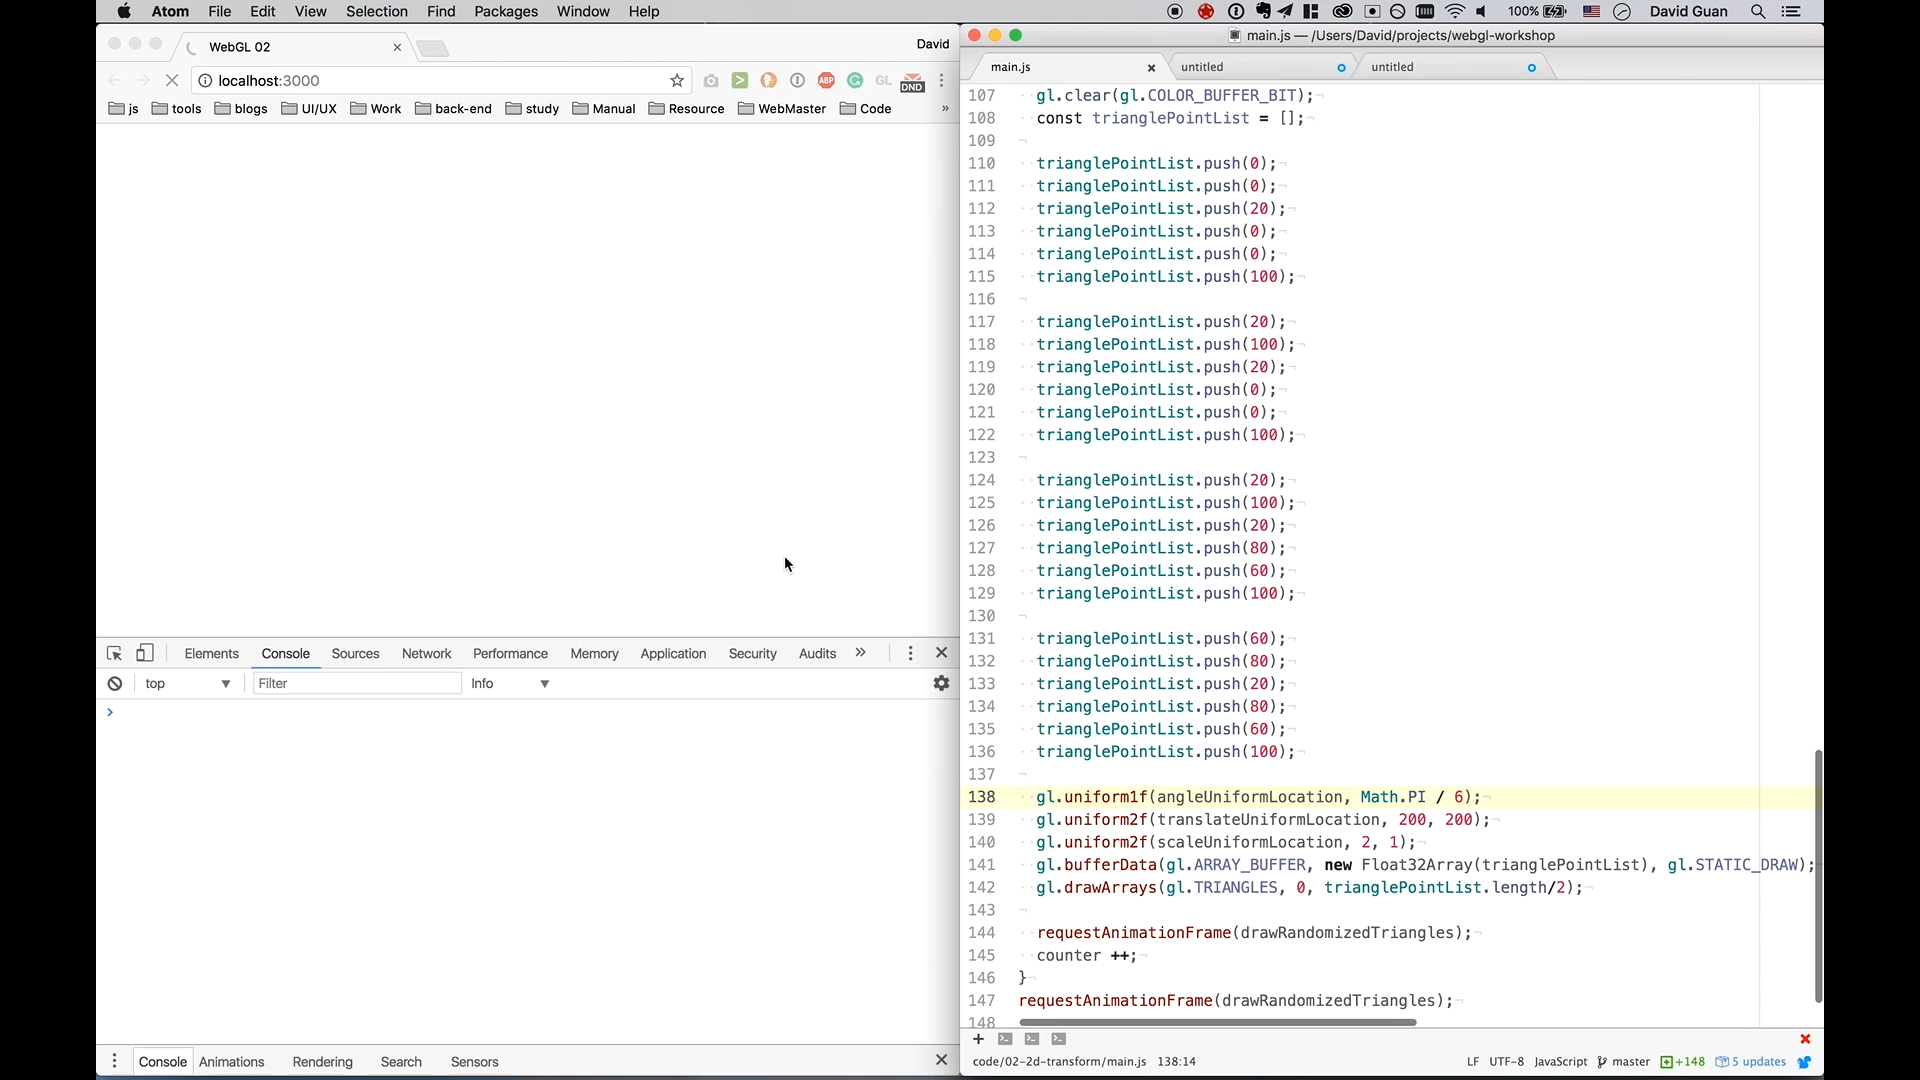 Atom File Edit View Selection Find Packages Window Help 100% David Guan
WebGL 02 David
localhost:3000 ABP GL DND
js tools blogs UI/UX Work back-end study Manual Resource WebMaster Code »
Elements Console Sources Network Performance Memory Application Security Audits »
top Filter Info
>
Console Animations Rendering Search Sensors
main.js — /Users/David/projects/webgl-workshop
main.js untitled untitled
107 gl.clear(gl.COLOR_BUFFER_BIT);
108 const trianglePointList = [];
109
110 trianglePointList.push(0);
111 trianglePointList.push(0);
112 trianglePointList.push(20);
113 trianglePointList.push(0);
114 trianglePointList.push(0);
115 trianglePointList.push(100);
116
117 trianglePointList.push(20);
118 trianglePointList.push(100);
119 trianglePointList.push(20);
120 trianglePointList.push(0);
121 trianglePointList.push(0);
122 trianglePointList.push(100);
123
124 trianglePointList.push(20);
125 trianglePointList.push(100);
126 trianglePointList.push(20);
127 trianglePointList.push(80);
128 trianglePointList.push(60);
129 trianglePointList.push(100);
130
131 trianglePointList.push(60);
132 trianglePointList.push(80);
133 trianglePointList.push(20);
134 trianglePointList.push(80);
135 trianglePointList.push(60);
136 trianglePointList.push(100);
137
138 gl.uniform1f(angleUniformLocation, Math.PI / 6);
139 gl.uniform2f(translateUniformLocation, 200, 200);
140 gl.uniform2f(scaleUniformLocation, 2, 1);
141 gl.bufferData(gl.ARRAY_BUFFER, new Float32Array(trianglePointList), gl.STATIC_DRAW);
142 gl.drawArrays(gl.TRIANGLES, 0, trianglePointList.length/2);
143
144 requestAnimationFrame(drawRandomizedTriangles);
145 counter ++;
146 }
147 requestAnimationFrame(drawRandomizedTriangles);
148
code/02-2d-transform/main.js 138:14 LF UTF-8 JavaScript master +148 5 updates